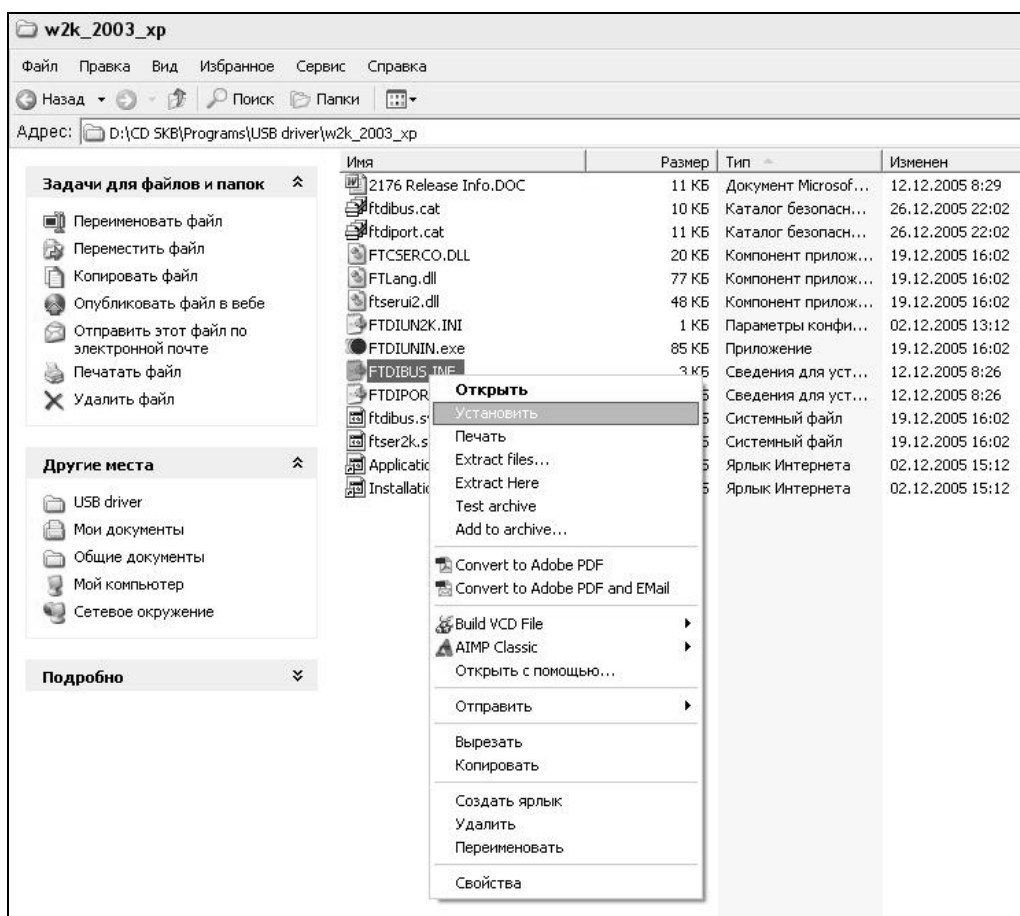 w2k_2003_xp
Файл Правка Вид Избранное Сервис Справка
Назад Поиск Папки
Адрес: D:\CD SKB\Programs\USB driver\w2k_2003_xp
Задачи для файлов и папок
Переименовать файл
Переместить файл
Копировать файл
Опубликовать файл в вебе
Отправить этот файл по
электронной почте
Печатать файл
Удалить файл
Другие места
USB driver
Мои документы
Общие документы
Мой компьютер
Сетевое окружение
Подробно
Имя Размер Тип Изменен
2176 Release Info.DOC 11 КБ Документ Microsof... 12.12.2005 8:29
ftdibus.cat 10 КБ Каталог безопасн... 26.12.2005 22:02
ftdiport.cat 11 КБ Каталог безопасн... 26.12.2005 22:02
FTCSERCO.DLL 20 КБ Компонент прилож... 19.12.2005 16:02
FTLang.dll 77 КБ Компонент прилож... 19.12.2005 16:02
ftserui2.dll 48 КБ Компонент прилож... 19.12.2005 16:02
FTDIUN2K.INI 1 КБ Параметры конфи... 02.12.2005 13:12
FTDIUNIN.exe 85 КБ Приложение 19.12.2005 16:02
FTDIBUS.INF 3 КБ Сведения для уст... 12.12.2005 8:26
FTDIPOR Б Сведения для уст... 12.12.2005 8:26
ftdibus.s Б Системный файл 19.12.2005 16:02
ftser2k.s Б Системный файл 19.12.2005 16:02
Applicatio Б Ярлык Интернета 02.12.2005 15:12
Installatio Б Ярлык Интернета 02.12.2005 15:12
Открыть
Установить
Печать
Extract files...
Extract Here
Test archive
Add to archive...
Convert to Adobe PDF
Convert to Adobe PDF and EMail
Build VCD File
AIMP Classic
Открыть с помощью...
Отправить
Вырезать
Копировать
Создать ярлык
Удалить
Переименовать
Свойства